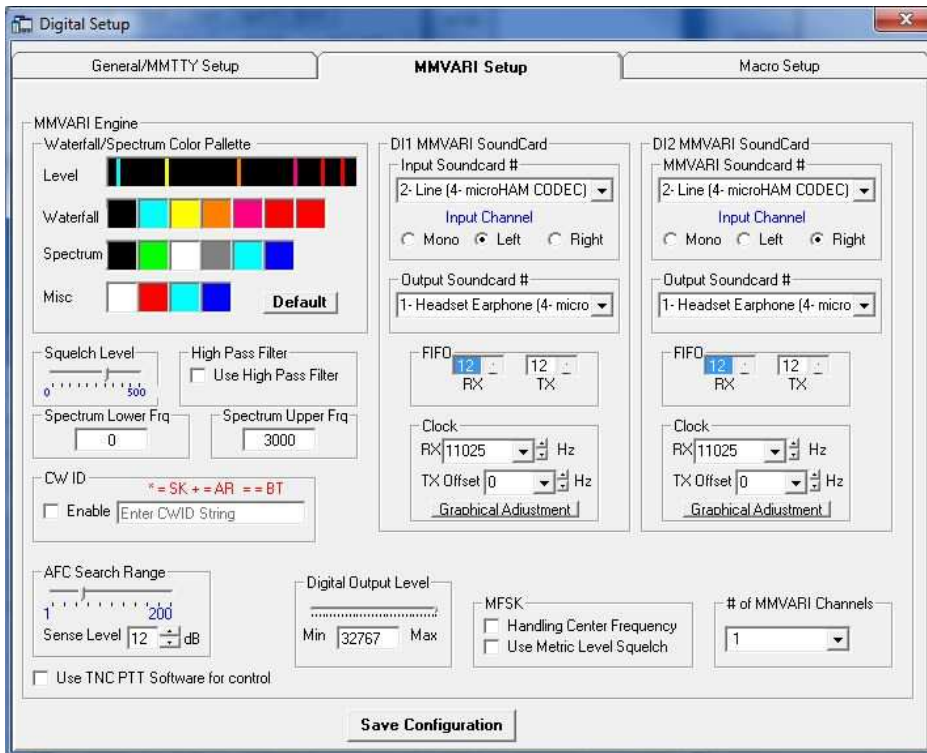 Digital Setup
General/MMTTY Setup
MMVARI Setup
Macro Setup
MMVARI Engine
Waterfall/Spectrum Color Pallette
Level
Waterfall
Spectrum
Misc
Default
Squelch Level
0
500
High Pass Filter
Use High Pass Filter
Spectrum Lower Frq
0
Spectrum Upper Frq
3000
CW ID
* = SK + = AR = = BT
Enable
Enter CWID String
DI1 MMVARI SoundCard
Input Soundcard #
2- Line (4- microHAM CODEC)
Input Channel
Mono Left Right
Output Soundcard #
1- Headset Earphone (4- micro
FIFO
12 12
RX TX
Clock
RX 11025 Hz
TX Offset 0 Hz
Graphical Adjustment
DI2 MMVARI SoundCard
MMVARI Soundcard #
2- Line (4- microHAM CODEC)
Input Channel
Mono Left Right
Output Soundcard #
1- Headset Earphone (4- micro
FIFO
12 12
RX TX
Clock
RX 11025 Hz
TX Offset 0 Hz
Graphical Adjustment
AFC Search Range
1 200
Sense Level 12 dB
Digital Output Level
Min 32767 Max
MFSK
Handling Center Frequency
Use Metric Level Squelch
# of MMVARI Channels
1
Use TNC PTT Software for control
Save Configuration